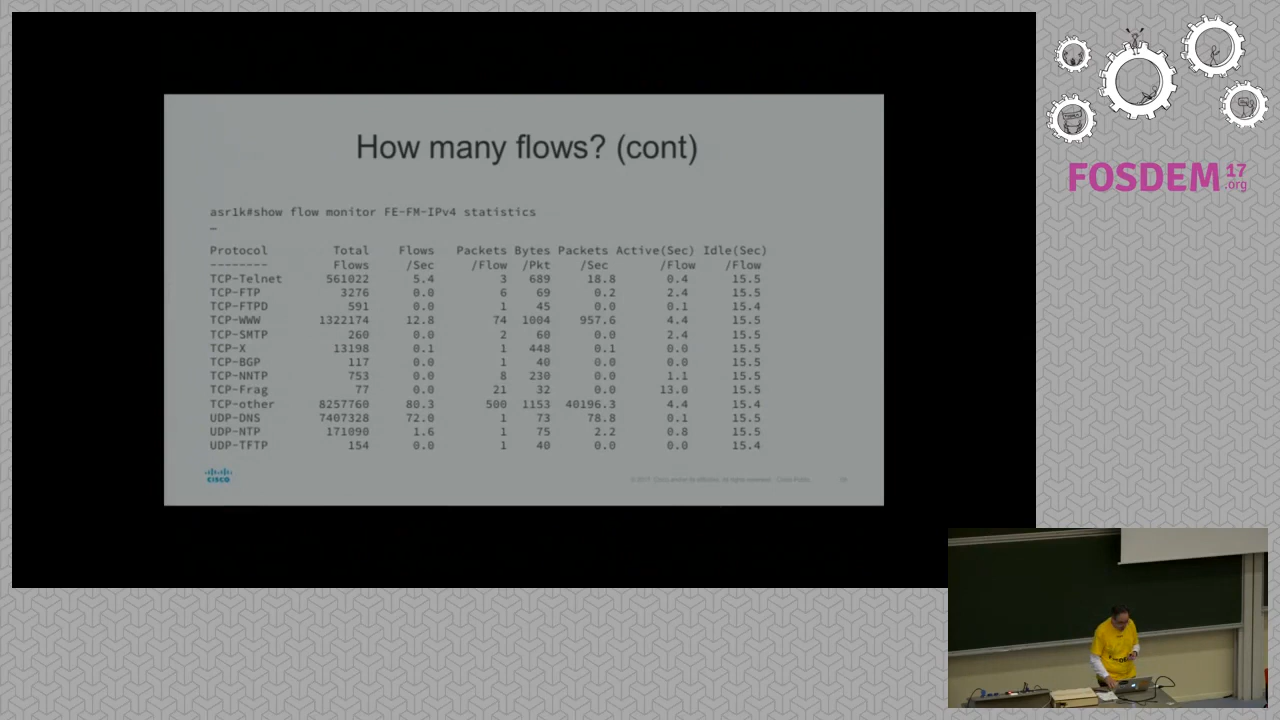 How many flows? (cont)
asr1k#show flow monitor FE-FM-IPv4 statistics
…
Protocol Total Flows Packets Bytes Packets Active(Sec) Idle(Sec)
-------- Flows /Sec /Flow /Pkt /Sec /Flow /Flow
TCP-Telnet 561022 5.4 3 689 18.8 0.4 15.5
TCP-FTP 3276 0.0 6 69 0.2 2.4 15.5
TCP-FTPD 591 0.0 1 45 0.0 0.1 15.4
TCP-WWW 1322174 12.8 74 1004 957.6 4.4 15.5
TCP-SMTP 260 0.0 2 60 0.0 2.4 15.5
TCP-X 13198 0.1 1 448 0.1 0.0 15.5
TCP-BGP 117 0.0 1 40 0.0 0.0 15.5
TCP-NNTP 753 0.0 8 230 0.0 1.1 15.5
TCP-Frag 77 0.0 21 32 0.0 13.0 15.5
TCP-other 8257760 80.3 500 1153 40196.3 4.4 15.4
UDP-DNS 7407328 72.0 1 73 78.8 0.1 15.5
UDP-NTP 171090 1.6 1 75 2.2 0.8 15.5
UDP-TFTP 154 0.0 1 40 0.0 0.0 15.4
CISCO
FOSDEM 17
.org